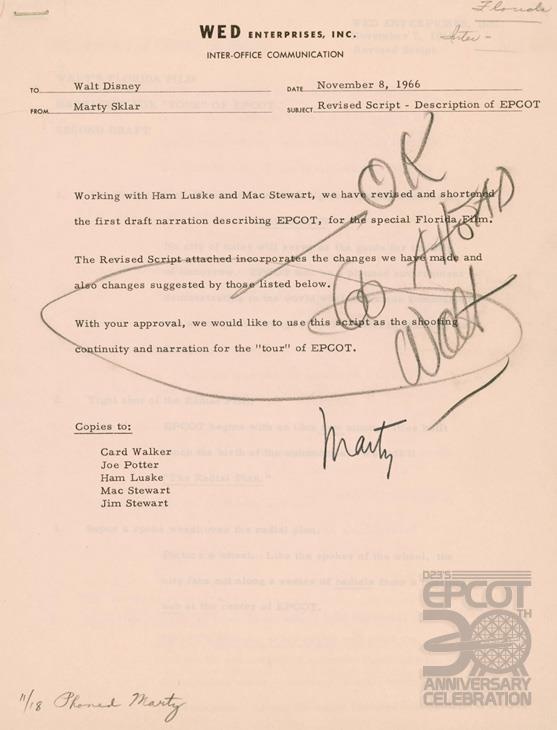 Florida
WED ENTERPRISES, INC.
INTER-OFFICE COMMUNICATION
TO Walt Disney DATE November 8, 1966
FROM Marty Sklar SUBJECT Revised Script - Description of EPCOT
OK
Go AHEAD
Walt
Working with Ham Luske and Mac Stewart, we have revised and shortened
the first draft narration describing EPCOT, for the special Florida Film.
The Revised Script attached incorporates the changes we have made and
also changes suggested by those listed below.
With your approval, we would like to use this script as the shooting
continuity and narration for the "tour" of EPCOT.
Marty
Copies to:
Card Walker
Joe Potter
Ham Luske
Mac Stewart
Jim Stewart
D23'S
EPCOT
30TH
ANNIVERSARY
CELEBRATION
11/18 Phoned Marty